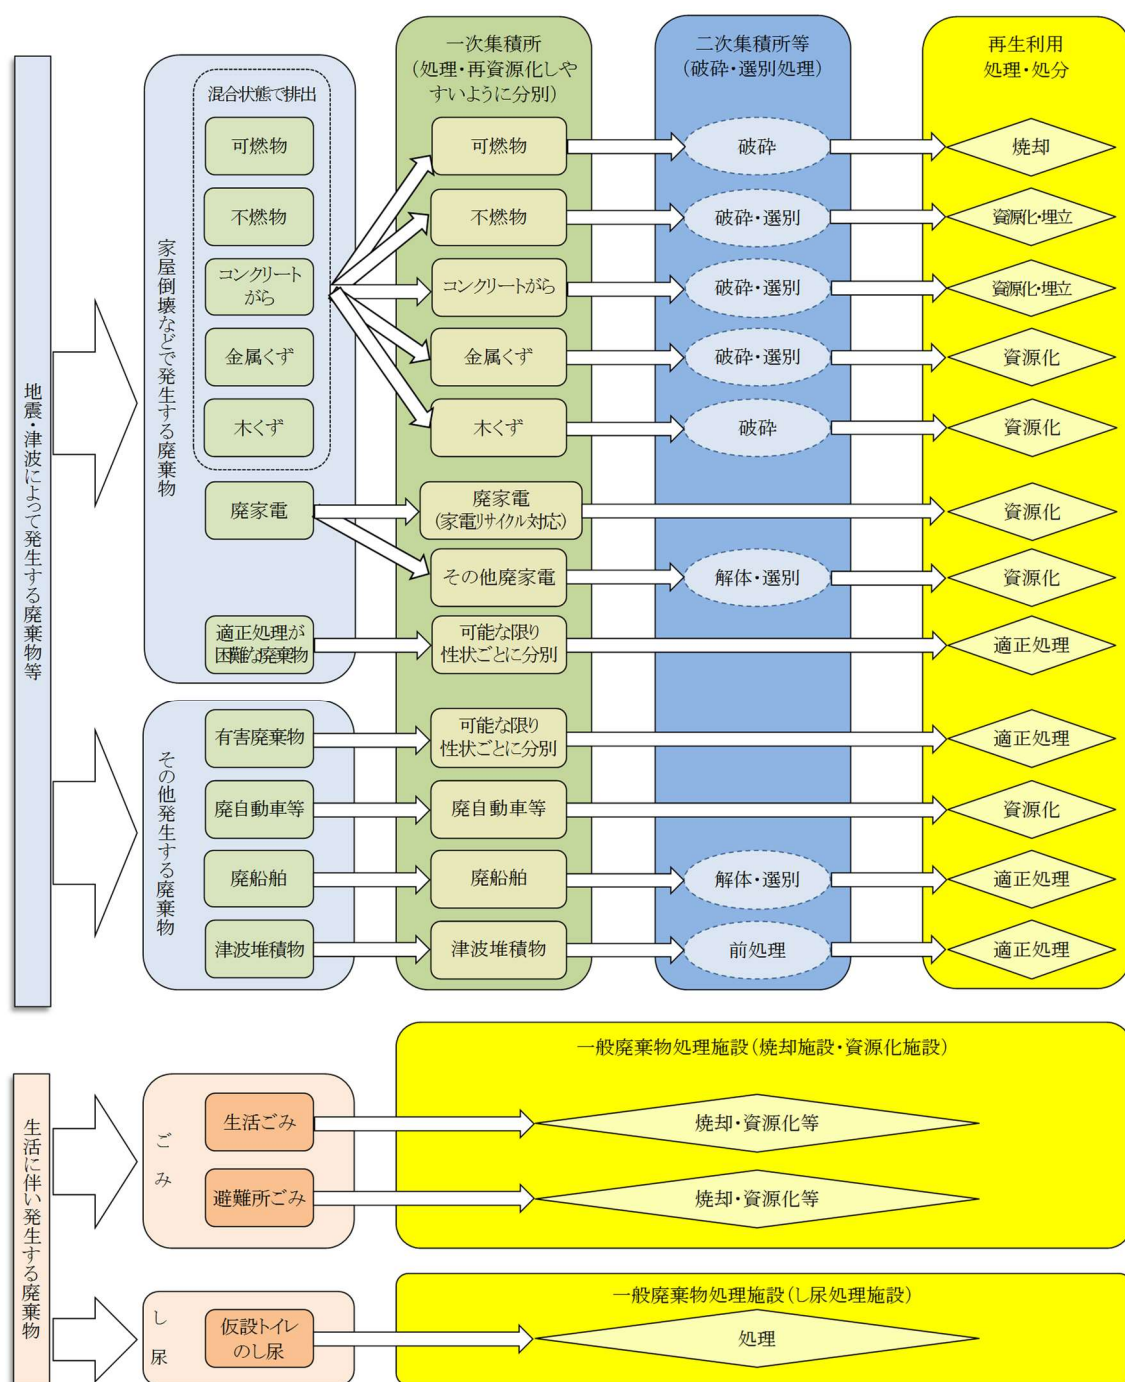 地震・津波によって発生する廃棄物等
家屋倒壊などで発生する廃棄物
混合状態で排出
可燃物
不燃物
コンクリート
がら
金属くず
木くず
廃家電
適正処理が
困難な廃棄物
その他発生する廃棄物
有害廃棄物
廃自動車等
廃船舶
津波堆積物
一次集積所
（処理・再資源化しや
すいように分別）
可燃物
不燃物
コンクリートがら
金属くず
木くず
廃家電
（家電リサイクル対応）
その他廃家電
可能な限り
性状ごとに分別
可能な限り
性状ごとに分別
廃自動車等
廃船舶
津波堆積物
二次集積所等
（破砕・選別処理）
破砕
破砕・選別
破砕・選別
破砕・選別
破砕
解体・選別
解体・選別
前処理
再生利用
処理・処分
焼却
資源化・埋立
資源化・埋立
資源化
資源化
資源化
資源化
適正処理
適正処理
資源化
適正処理
適正処理
生活に伴い発生する廃棄物
ごみ
生活ごみ
避難所ごみ
一般廃棄物処理施設（焼却施設・資源化施設）
焼却・資源化等
焼却・資源化等
し尿
仮設トイレ
のし尿
一般廃棄物処理施設（し尿処理施設）
処理